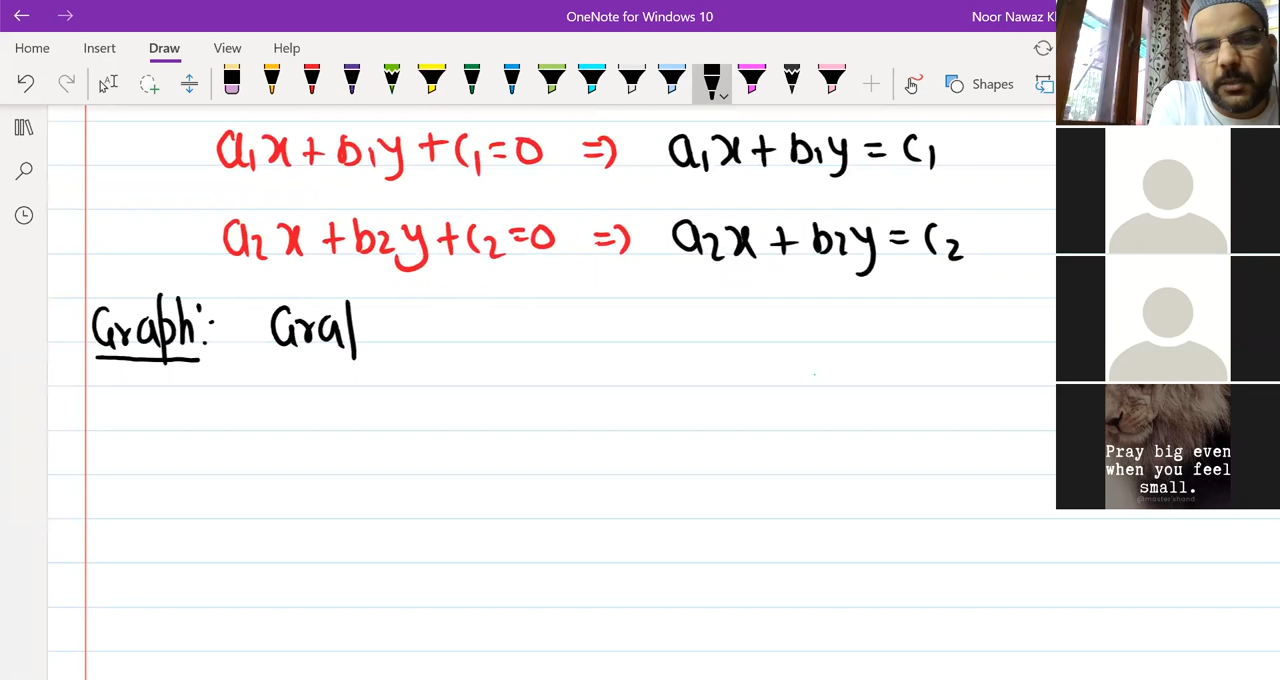 OneNote for Windows 10
Noor Nawaz K
Home Insert Draw View Help
Shapes
a₁x + b₁y + c₁ = 0 ⇒ a₁x + b₁y = c₁
a₂x + b₂y + c₂ = 0 ⇒ a₂x + b₂y = c₂
Graph: Gra
Pray big even
when you feel
small.